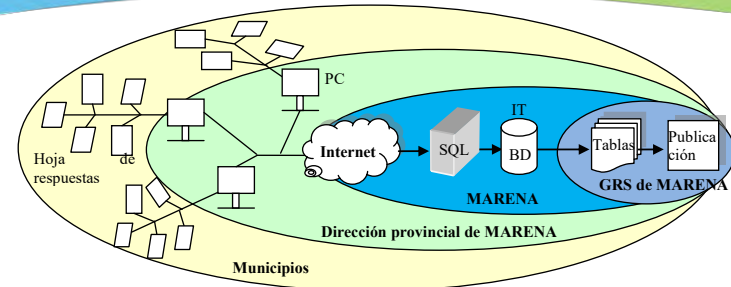 PC
IT
Internet
SQL
BD
Tablas
Publica
ción
Hoja de
respuestas
GRS de MARENA
MARENA
Dirección provincial de MARENA
Municipios